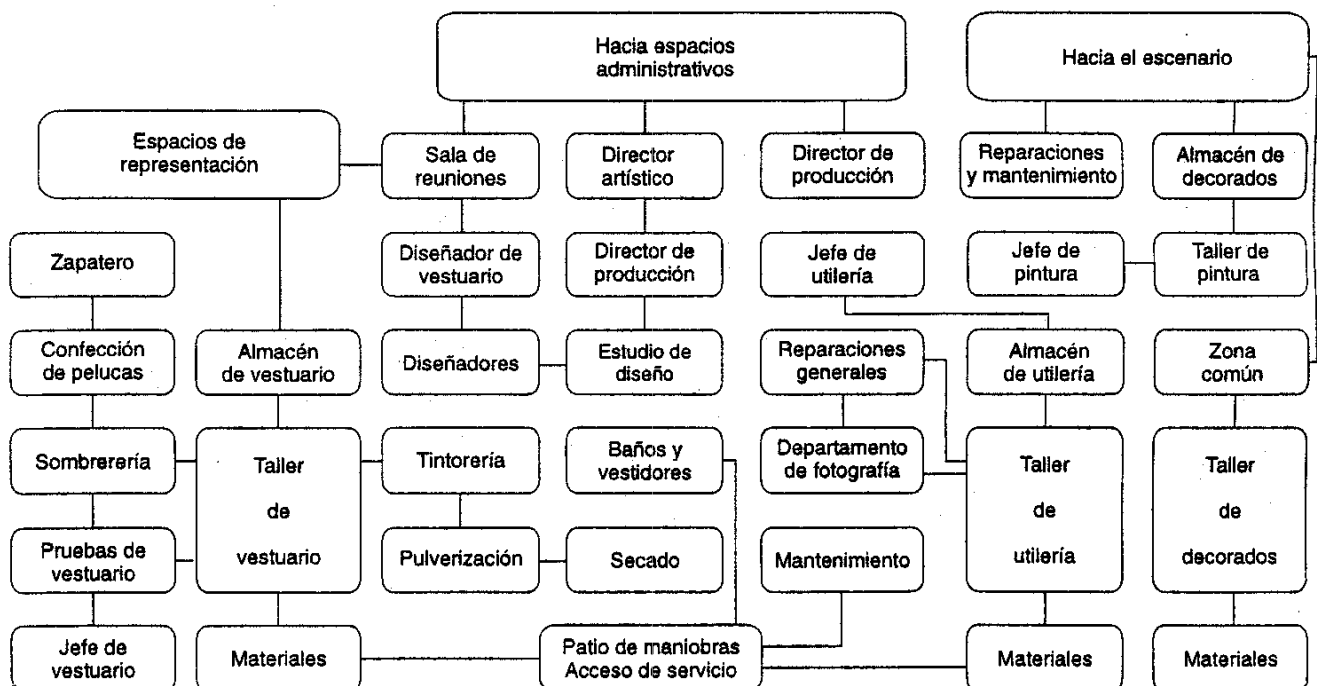 Hacia espacios
administrativos
Hacia el escenario
Espacios de
representación
Sala de
reuniones
Director
artístico
Director de
producción
Reparaciones
y mantenimiento
Almacén de
decorados
Zapatero
Diseñador de
vestuario
Director de
producción
Jefe de
utilería
Jefe de
pintura
Taller de
pintura
Confección
de pelucas
Almacén
de vestuario
Diseñadores
Estudio de
diseño
Reparaciones
generales
Almacén
de utilería
Zona
común
Sombrerería
Taller
de
vestuario
Tintorería
Baños y
vestidores
Departamento
de fotografía
Taller
de
utilería
Taller
de
decorados
Pruebas de
vestuario
Pulverización
Secado
Mantenimiento
Jefe de
vestuario
Materiales
Patio de maniobras
Acceso de servicio
Materiales
Materiales